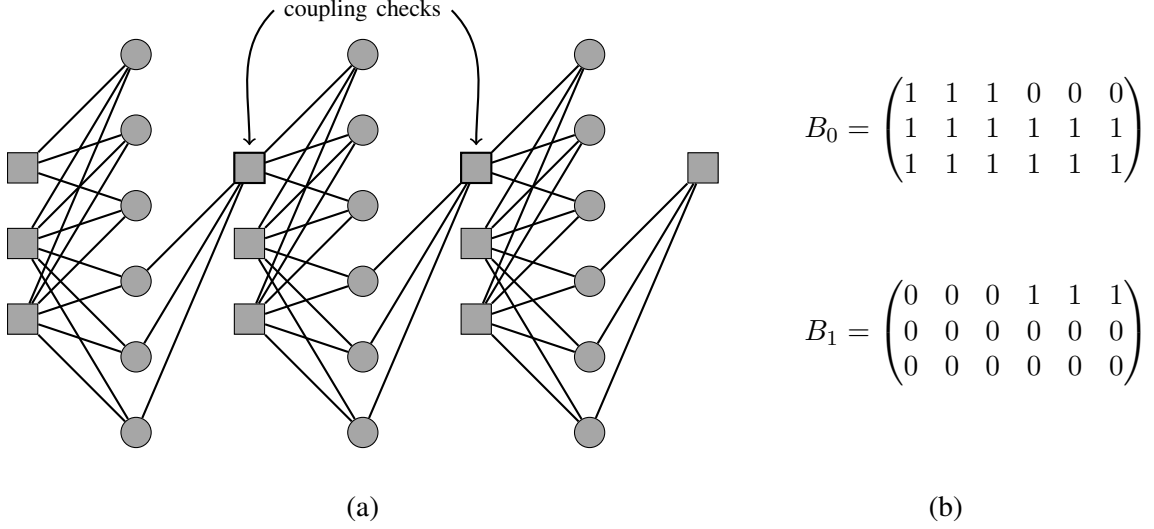 coupling checks
B₀ =
1 1 1 0 0 0
1 1 1 1 1 1
1 1 1 1 1 1
B₁ =
0 0 0 1 1 1
0 0 0 0 0 0
0 0 0 0 0 0
(a)
(b)